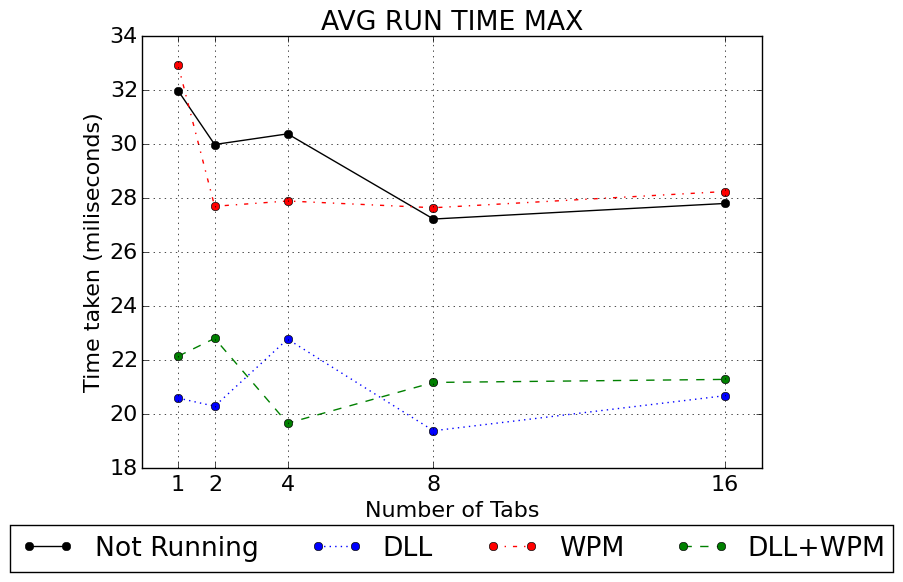 AVG RUN TIME MAX
34
32
30
28
26
24
22
20
18
Time taken (miliseconds)
1 2 4 8 16
Number of Tabs
Not Running DLL WPM DLL+WPM